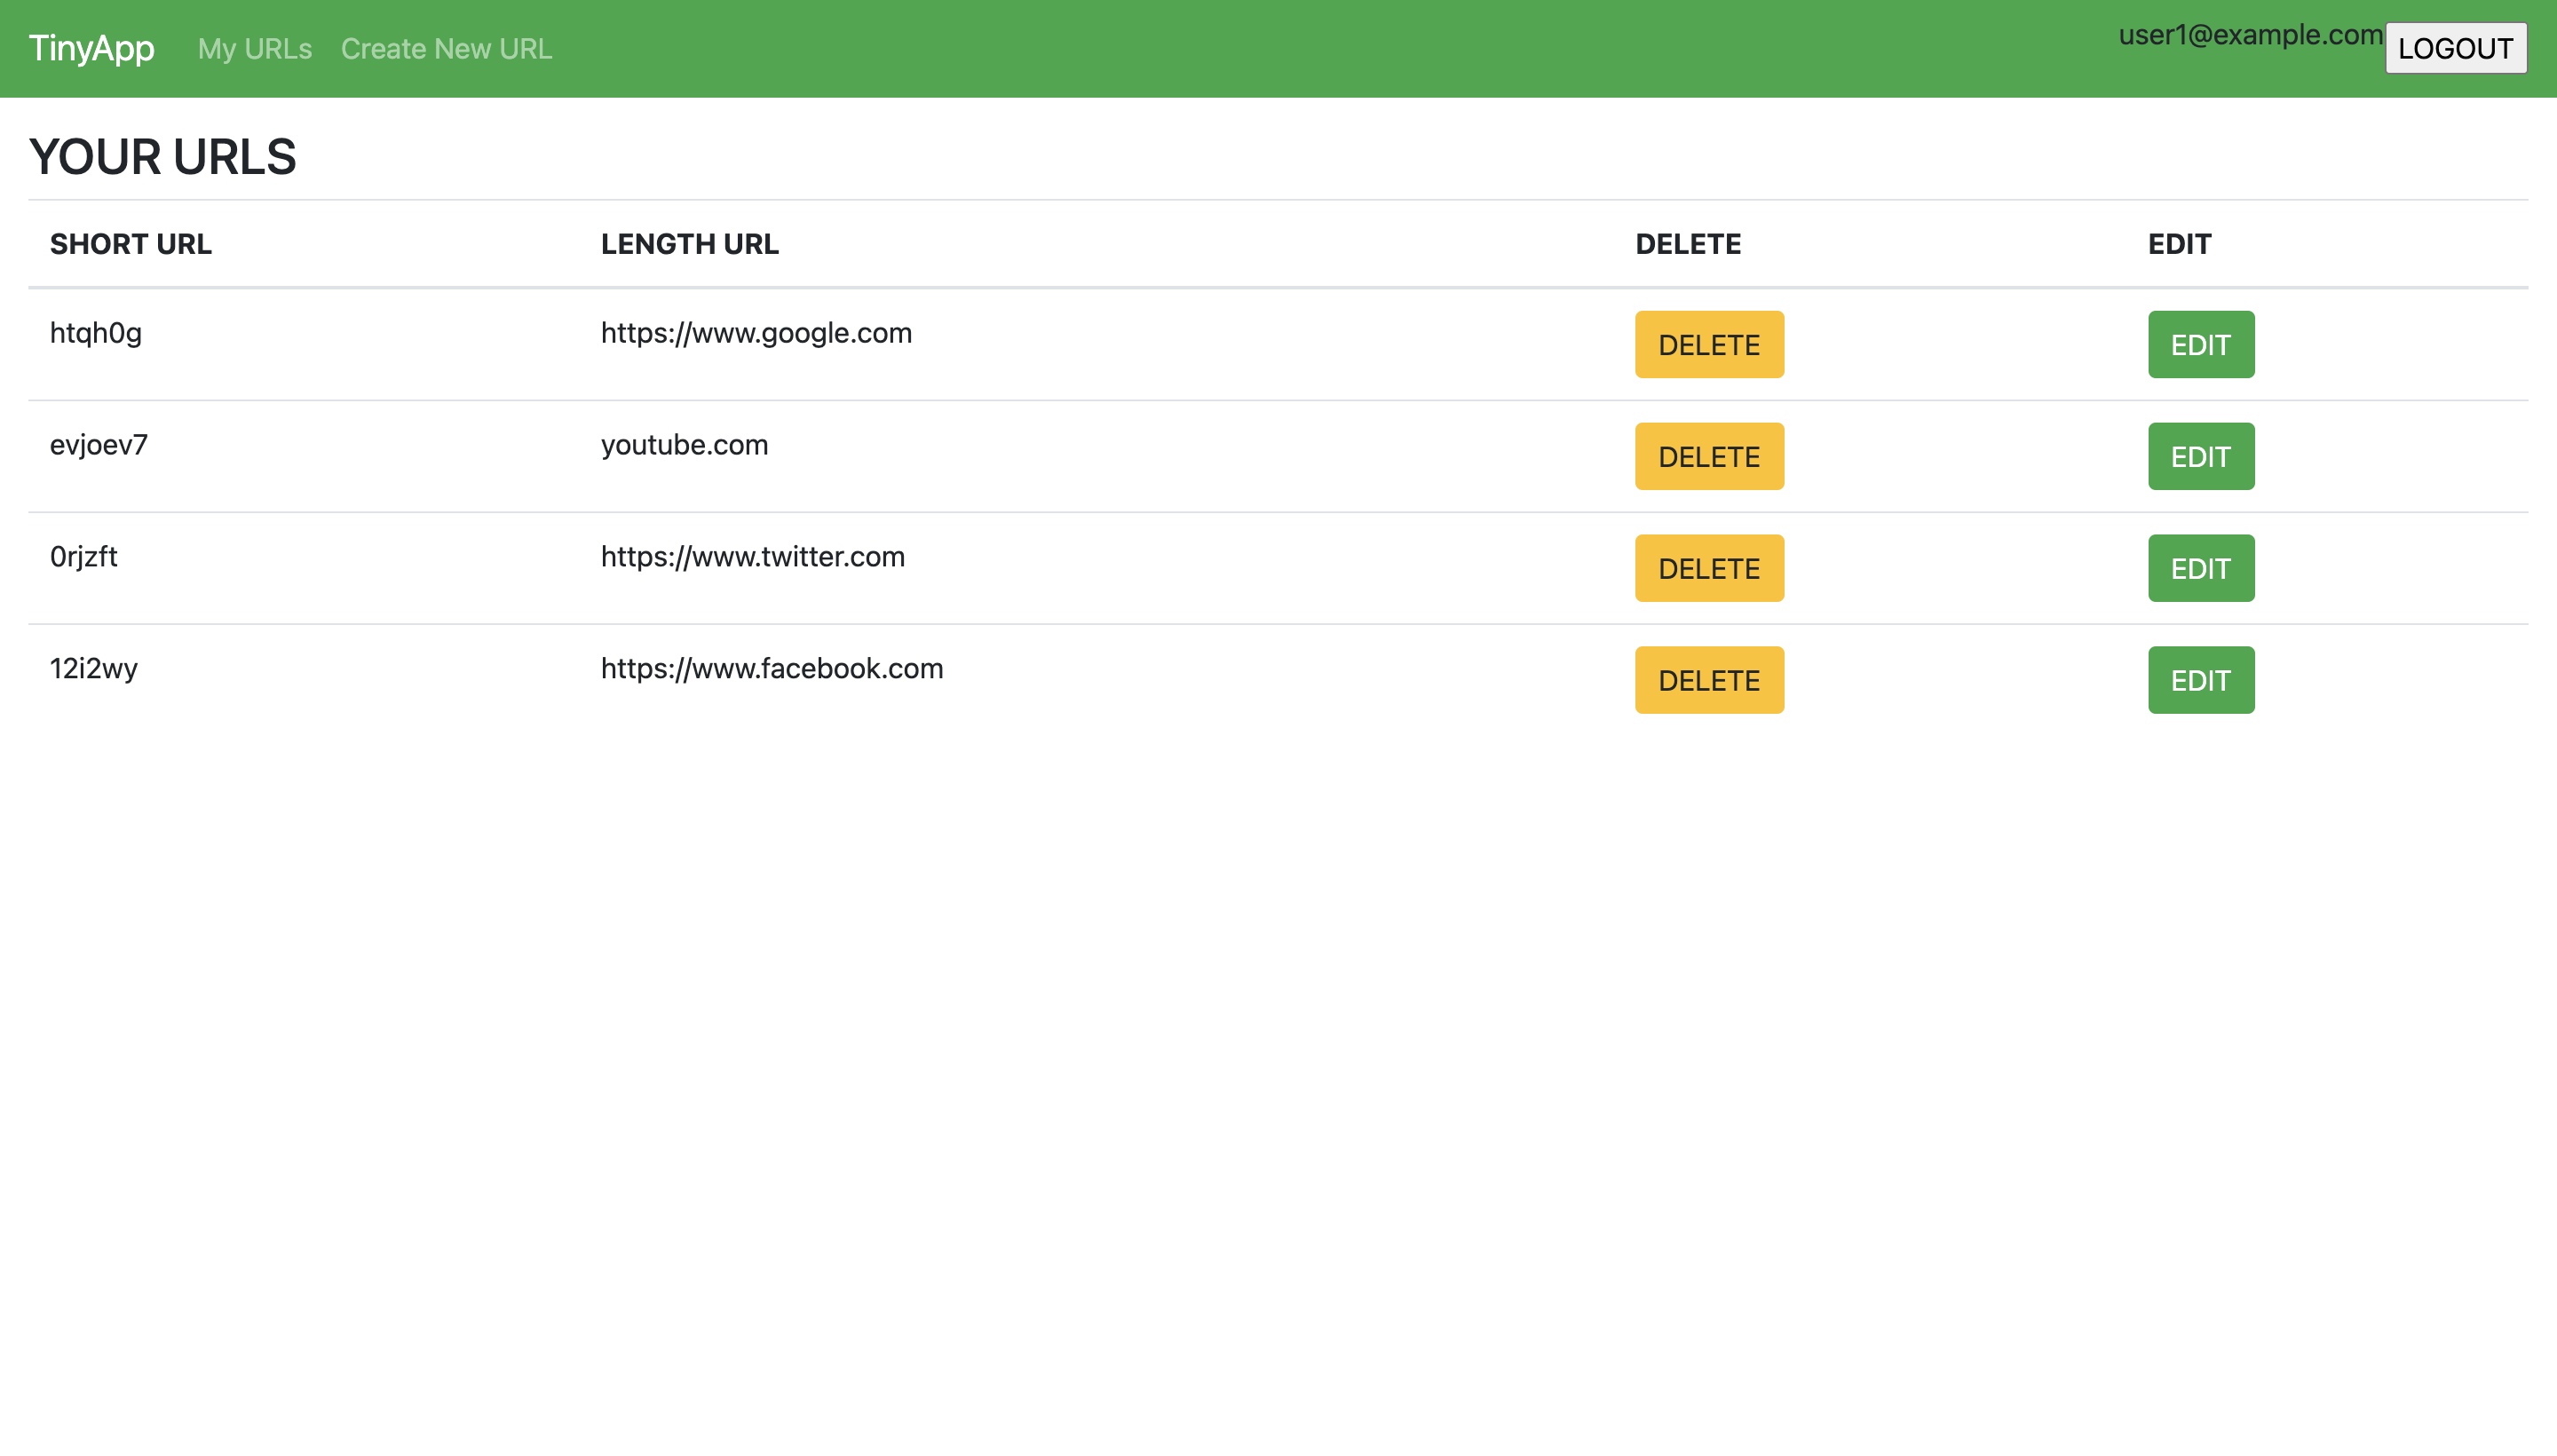 TinyApp My URLs Create New URL user1@example.com LOGOUT
YOUR URLS
SHORT URL LENGTH URL DELETE EDIT
htqh0g https://www.google.com DELETE EDIT
evjoev7 youtube.com DELETE EDIT
0rjzft https://www.twitter.com DELETE EDIT
12i2wy https://www.facebook.com DELETE EDIT